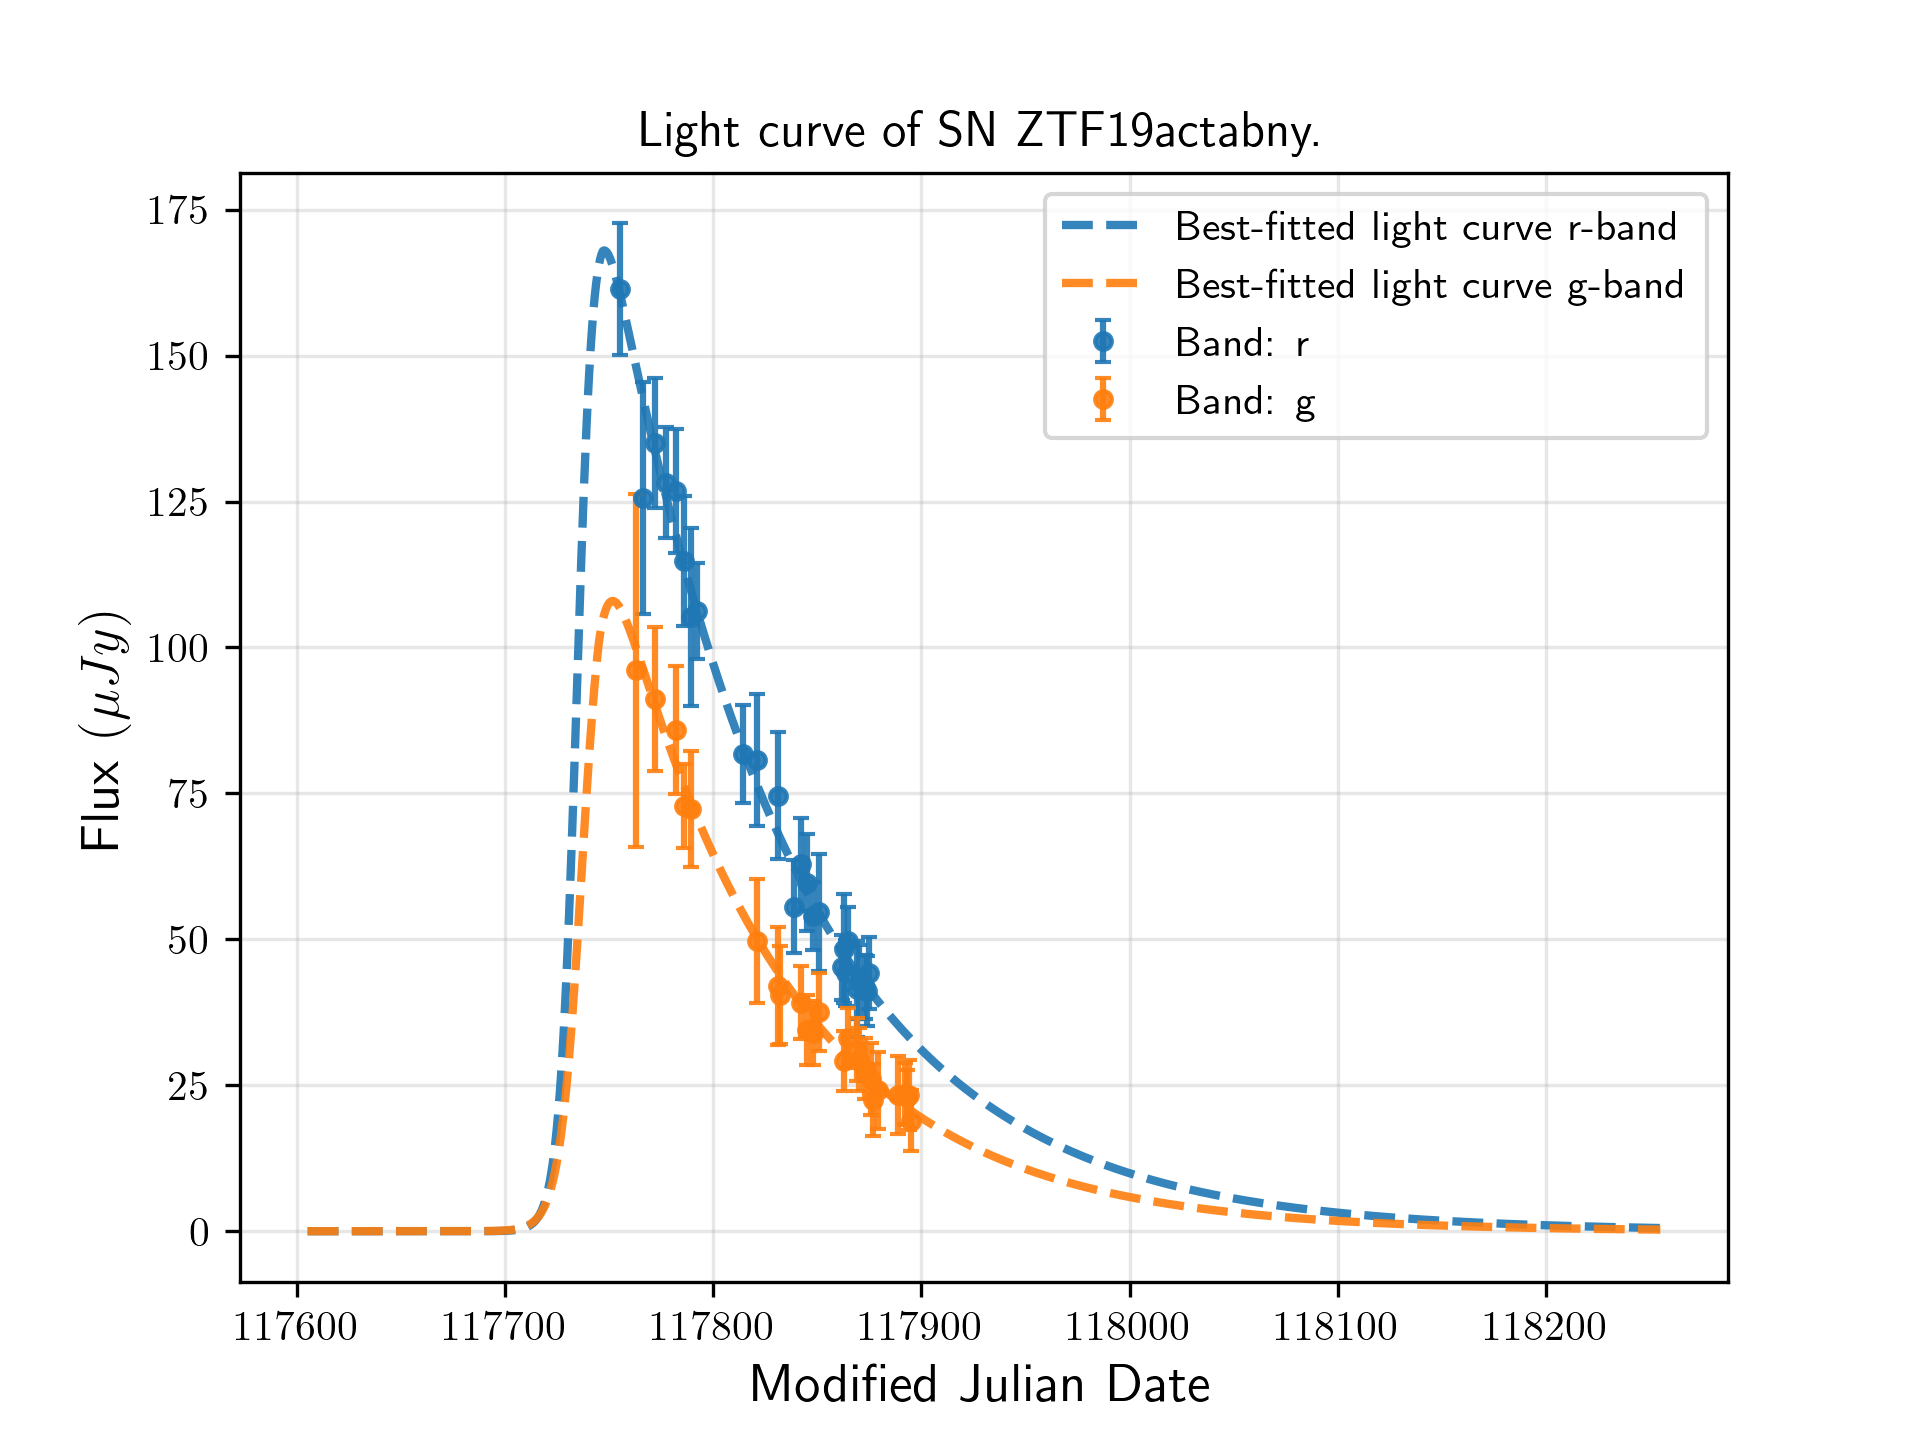 Light curve of SN ZTF19actabny.
Best-fitted light curve r-band
Best-fitted light curve g-band
Band: r
Band: g
175
150
125
100
75
50
25
0
Flux (μJy)
117600 117700 117800 117900 118000 118100 118200
Modified Julian Date